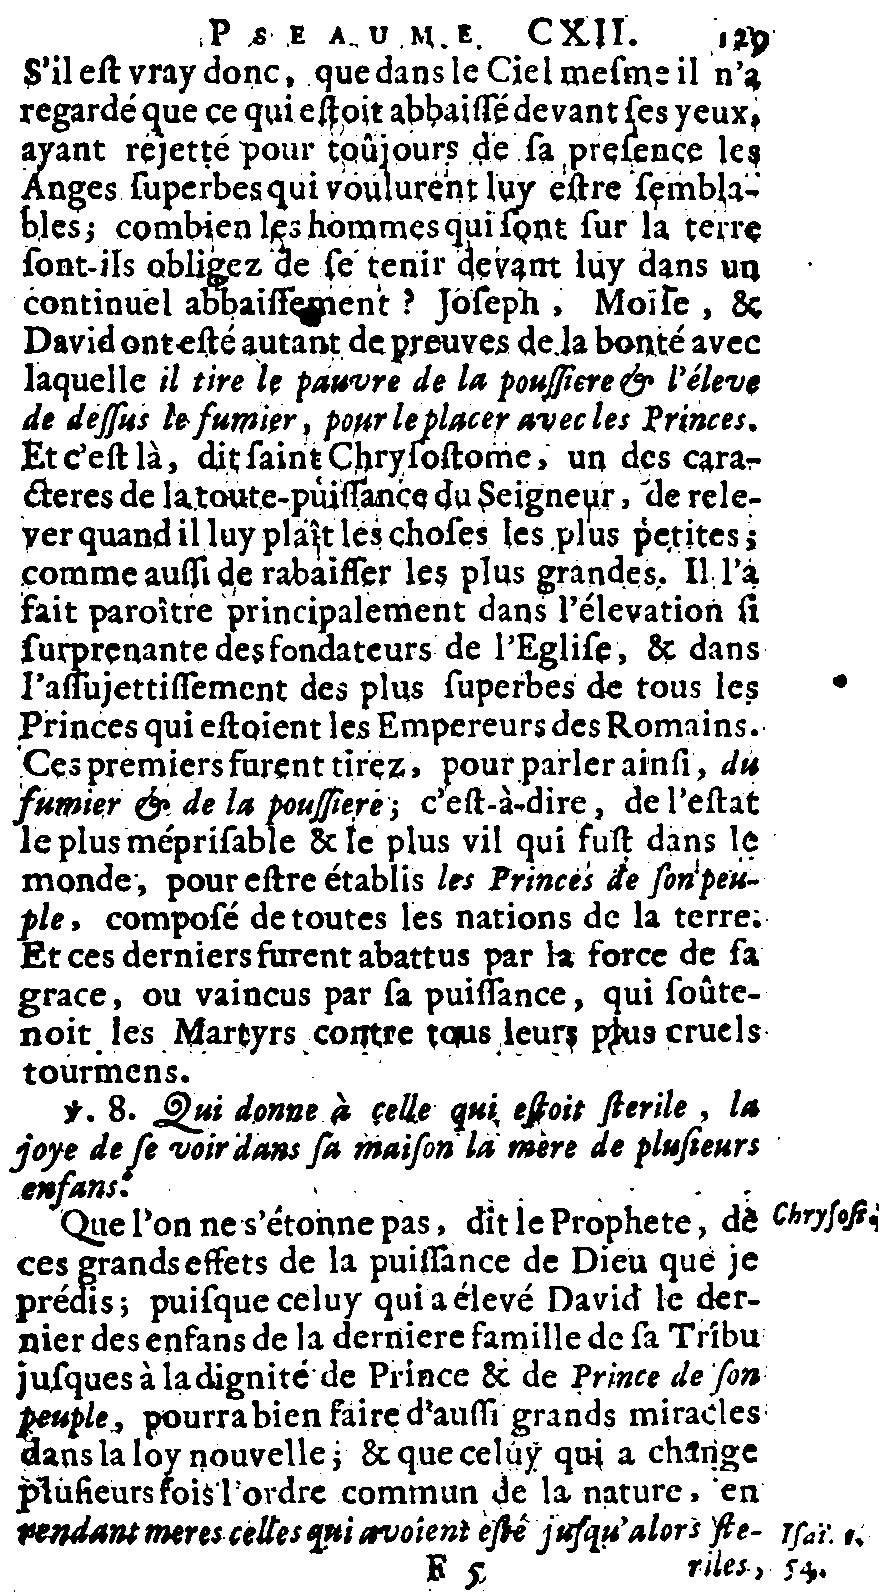 PSEAUME CXII. 129
S'il eſt vray donc, que dans le Ciel meſme il n'a
regardé que ce qui eſtoit abbaiſſé devant ſes yeux,
ayant rejetté pour toûjours de ſa preſence les
Anges ſuperbes qui voulurent luy eſtre ſembla-
bles; combien les hommes qui ſont ſur la terre
ſont-ils obligez de ſe tenir devant luy dans un
continuel abbaiſſement ? Joſeph, Moïſe, &
David ont eſté autant de preuves de la bonté avec
laquelle il tire le pauvre de la pouſſiere & l'éleve
de deſſus le fumier, pour le placer avec les Princes.
Et c'eſt là, dit ſaint Chryſoſtome, un des cara-
cteres de la toute-puiſſance du Seigneur, de rele-
ver quand il luy plaît les choſes les plus petites;
comme auſſi de rabaiſſer les plus grandes. Il l'a
fait paroître principalement dans l'élevation ſi
ſurprenante des fondateurs de l'Egliſe, & dans
l'aſſujettiſſement des plus ſuperbes de tous les
Princes qui eſtoient les Empereurs des Romains.
Ces premiers furent tirez, pour parler ainſi, du
fumier & de la pouſſiere; c'eſt-à-dire, de l'eſtat
le plus mépriſable & le plus vil qui fuſt dans le
monde, pour eſtre établis les Princes de ſon peu-
ple, compoſé de toutes les nations de la terre.
Et ces derniers furent abattus par la force de ſa
grace, ou vaincus par ſa puiſſance, qui ſoûte-
noit les Martyrs contre tous leurs plus cruels
tourmens.
℣. 8. Qui donne à celle qui eſtoit ſterile, la
joye de ſe voir dans ſa maiſon la mere de pluſieurs
enfans.
Que l'on ne s'étonne pas, dit le Prophete, de Chryſoſt.
ces grands effets de la puiſſance de Dieu que je
prédis; puiſque celuy qui a élevé David le der-
nier des enfans de la derniere famille de ſa Tribu
juſques à la dignité de Prince & de Prince de ſon
peuple, pourra bien faire d'auſſi grands miracles
dans la loy nouvelle; & que celuy qui a changé
pluſieurs fois l'ordre commun de la nature, en
rendant meres celles qui avoient eſté juſqu'alors ſte- Iſaï. 1.
F 5 riles, 54.